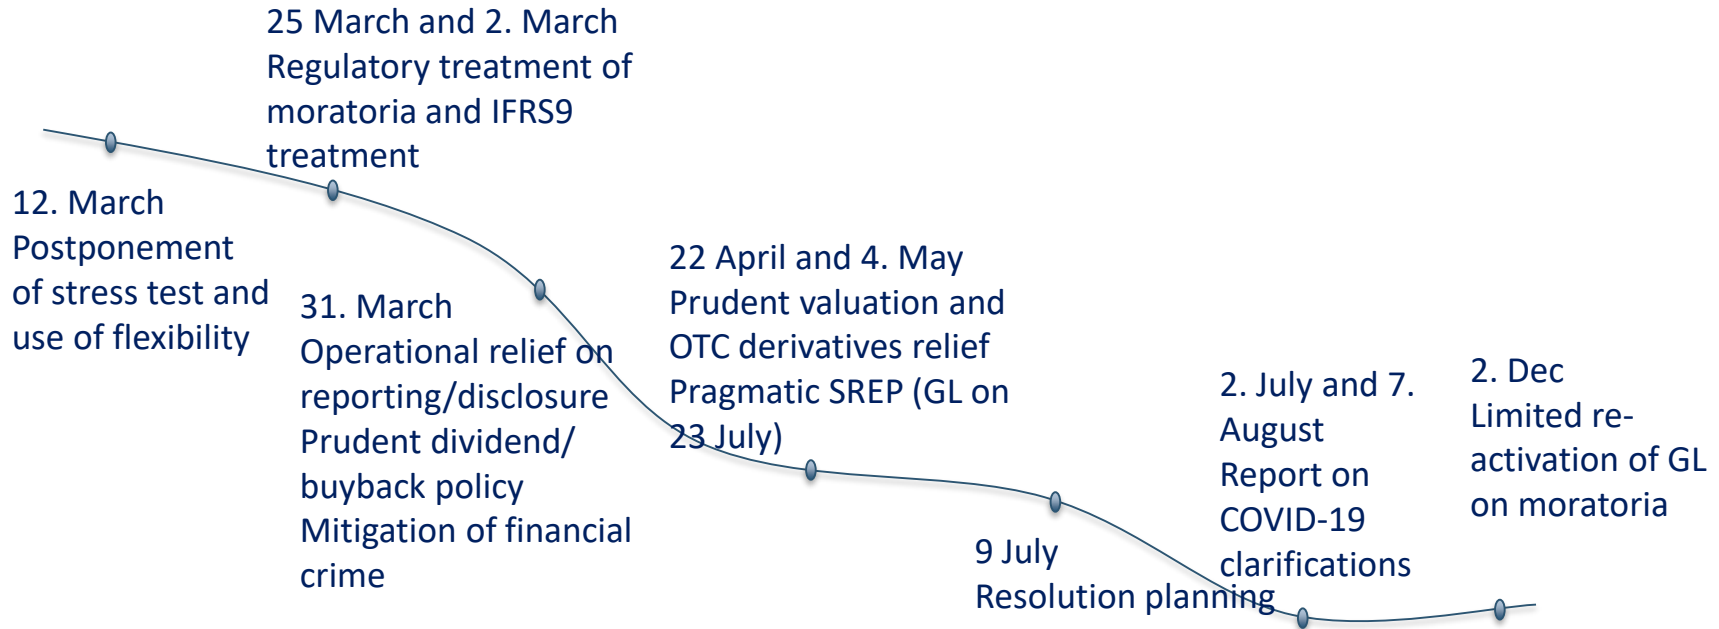 25 March and 2. March
Regulatory treatment of
moratoria and IFRS9
treatment
12. March
Postponement
of stress test and
use of flexibility
31. March
Operational relief on
reporting/disclosure
Prudent dividend/
buyback policy
Mitigation of financial
crime
22 April and 4. May
Prudent valuation and
OTC derivatives relief
Pragmatic SREP (GL on
23 July)
9 July
Resolution planning
2. July and 7.
August
Report on
COVID-19
clarifications
2. Dec
Limited re-
activation of GL
on moratoria